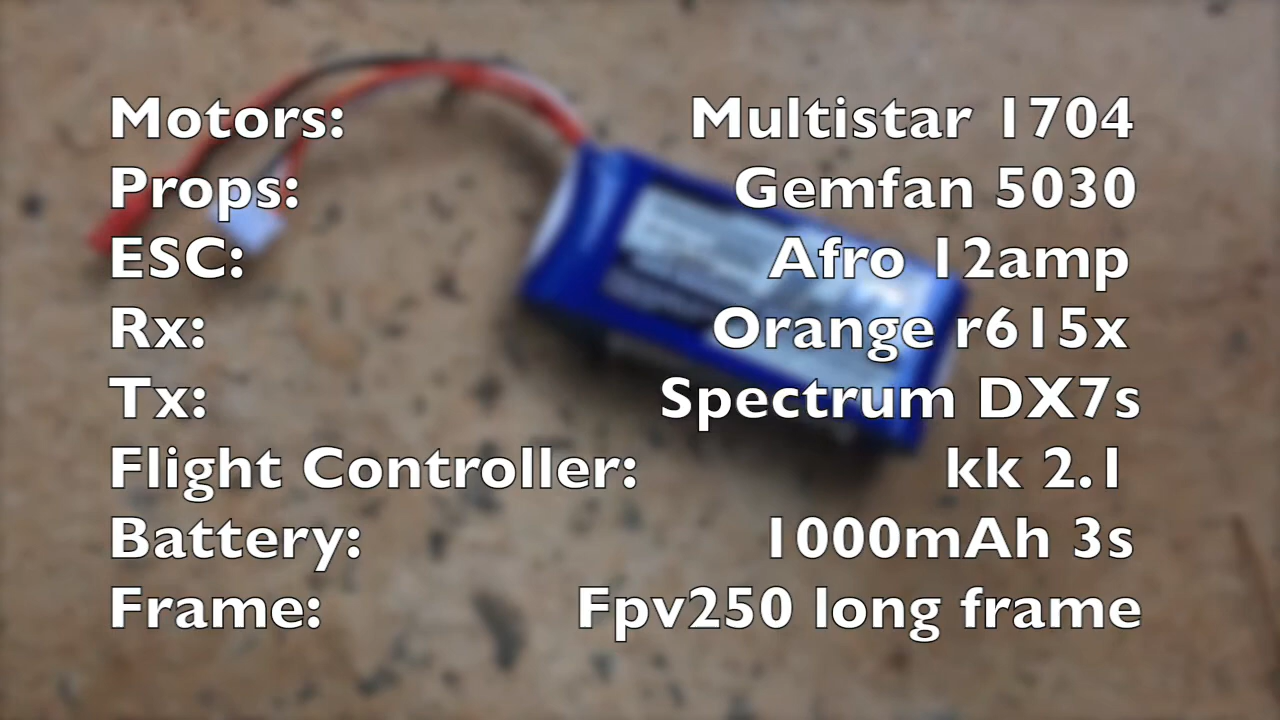 Motors: Multistar 1704
Props: Gemfan 5030
ESC: Afro 12amp
Rx: Orange r615x
Tx: Spectrum DX7s
Flight Controller: kk 2.1
Battery: 1000mAh 3s
Frame: Fpv250 long frame